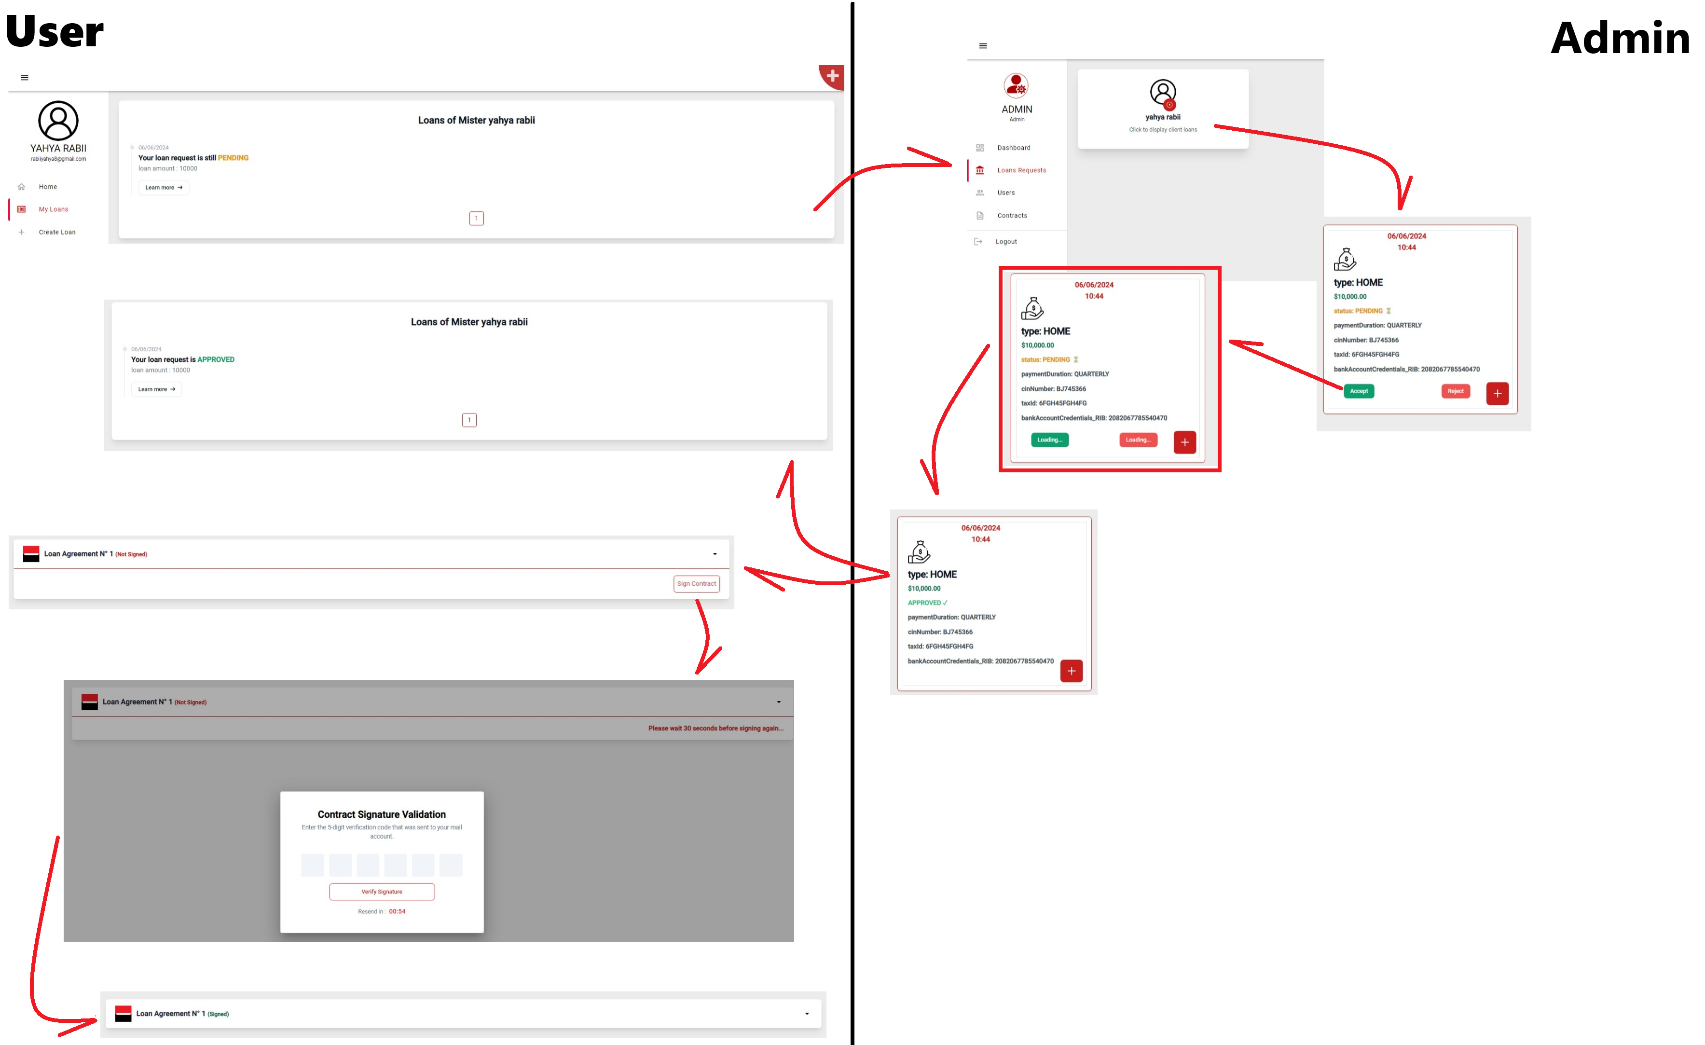 User
Admin
YAHYA RABII
rabiiyahya8@gmail.com
Home
My Loans
Create Loan
Loans of Mister yahya rabii
06/06/2024
Your loan request is still PENDING
loan amount : 10000
Learn more →
1
Loans of Mister yahya rabii
06/06/2024
Your loan request is APPROVED
loan amount : 10000
Learn more →
1
Loan Agreement N° 1 (Not Signed)
Sign Contract
Loan Agreement N° 1 (Not Signed)
Please wait 30 seconds before signing again...
Contract Signature Validation
Enter the 5-digit verification code that was sent to your mail
account.
Verify Signature
Resend in : 00:54
Loan Agreement N° 1 (Signed)
ADMIN
Admin
Dashboard
Loans Requests
Users
Contracts
Logout
yahya rabii
Click to display client loans
06/06/2024
10:44
type: HOME
$10,000.00
status: PENDING
paymentDuration: QUARTERLY
cinNumber: BJ745366
taxId: 6FGH45FGH4FG
bankAccountCredentials_RIB: 2082067785540470
Accept
Reject
+
06/06/2024
10:44
type: HOME
$10,000.00
status: PENDING
paymentDuration: QUARTERLY
cinNumber: BJ745366
taxId: 6FGH45FGH4FG
bankAccountCredentials_RIB: 2082067785540470
Loading...
Loading...
+
06/06/2024
10:44
type: HOME
$10,000.00
APPROVED ✓
paymentDuration: QUARTERLY
cinNumber: BJ745366
taxId: 6FGH45FGH4FG
bankAccountCredentials_RIB: 2082067785540470
+